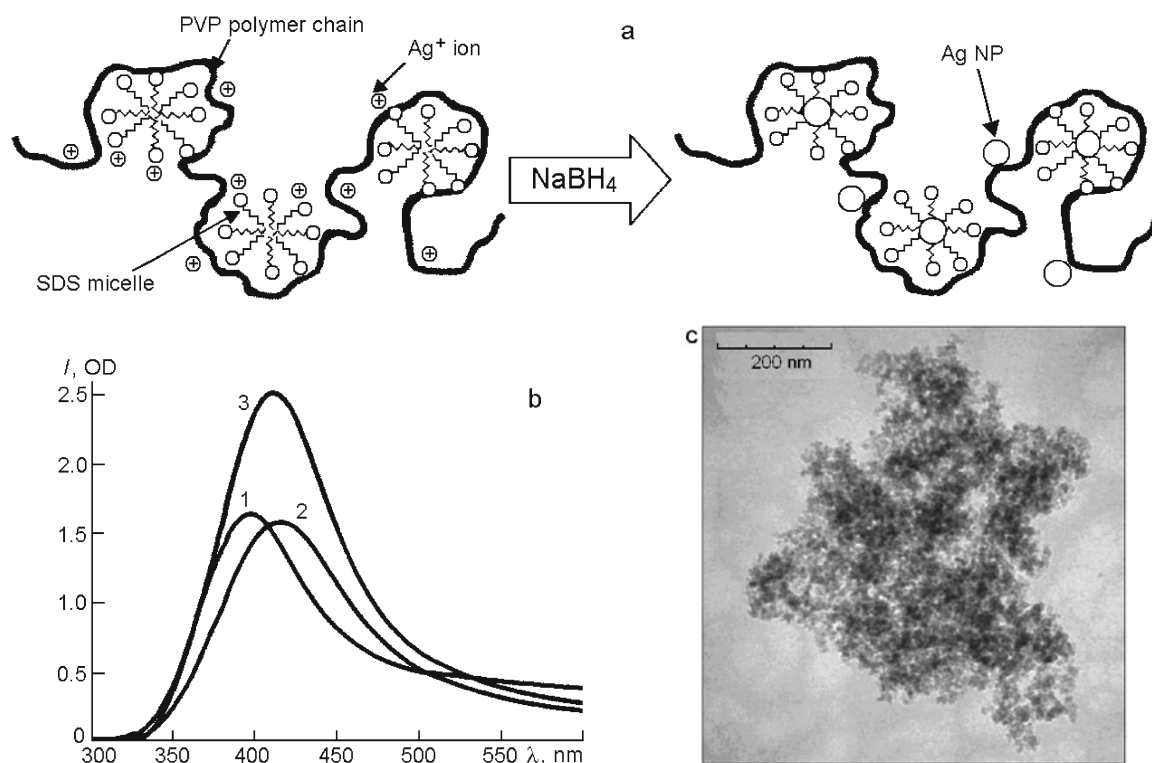 PVP polymer chain
Ag⁺ ion
a
Ag NP
NaBH₄
SDS micelle
I, OD
b
2.5
2.0
1.5
1.0
0.5
0
3
1
2
300 350 400 450 500 550 λ, nm
c
200 nm